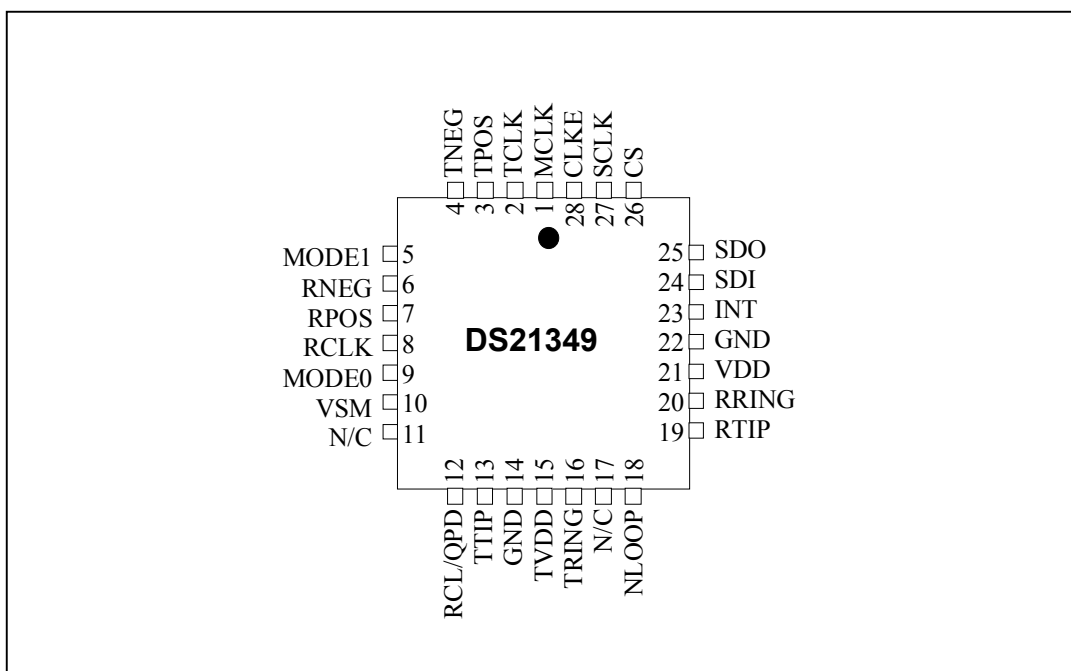 TNEG
TPOS
TCLK
MCLK
CLKE
SCLK
CS
4
3
2
1
28
27
26
MODE1 5
RNEG 6
RPOS 7
RCLK 8
MODE0 9
VSM 10
N/C 11
DS21349
25 SDO
24 SDI
23 INT
22 GND
21 VDD
20 RRING
19 RTIP
12
13
14
15
16
17
18
RCL/QPD
TTIP
GND
TVDD
TRING
N/C
NLOOP